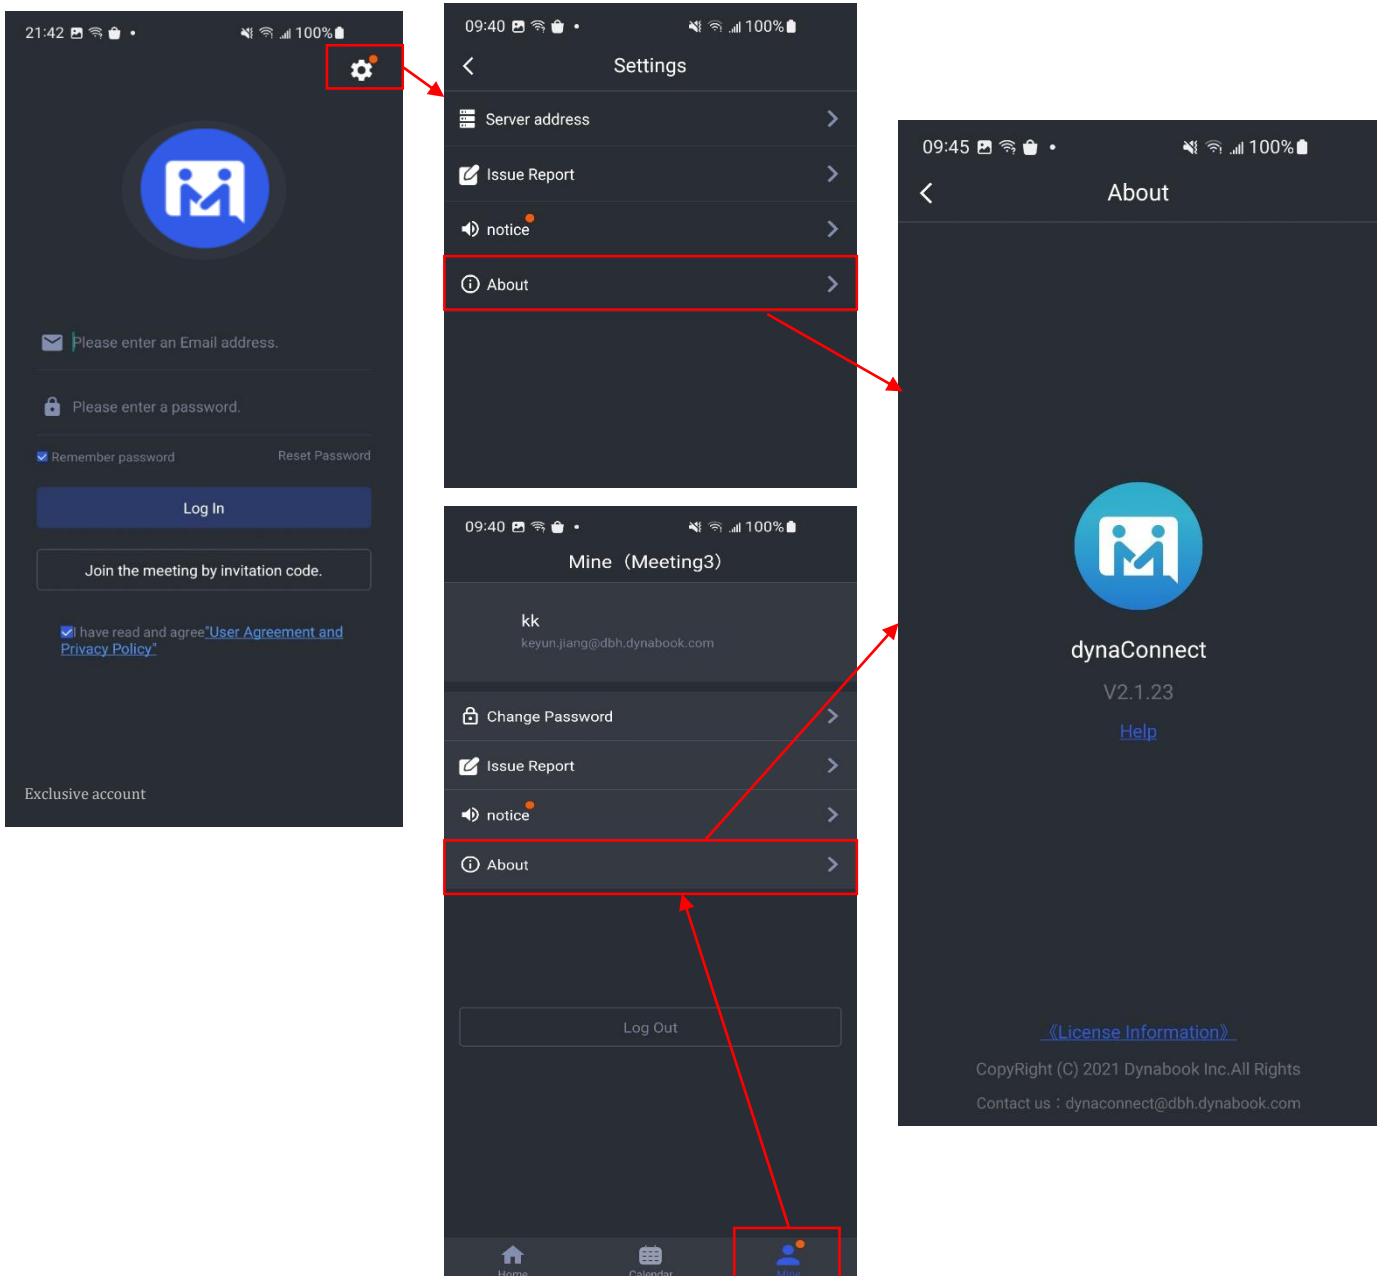 21:42
100%
Please enter an Email address.
Please enter a password.
Remember password
Reset Password
Log In
Join the meeting by invitation code.
I have read and agree"User Agreement and
Privacy Policy"
Exclusive account
09:40
100%
Settings
Server address
Issue Report
notice
About
09:40
100%
Mine（Meeting3）
kk
keyun.jiang@dbh.dynabook.com
Change Password
Issue Report
notice
About
Log Out
Home
Calendar
Mine
09:45
100%
About
dynaConnect
V2.1.23
Help
《License Information》
CopyRight (C) 2021 Dynabook Inc.All Rights
Contact us：dynaconnect@dbh.dynabook.com